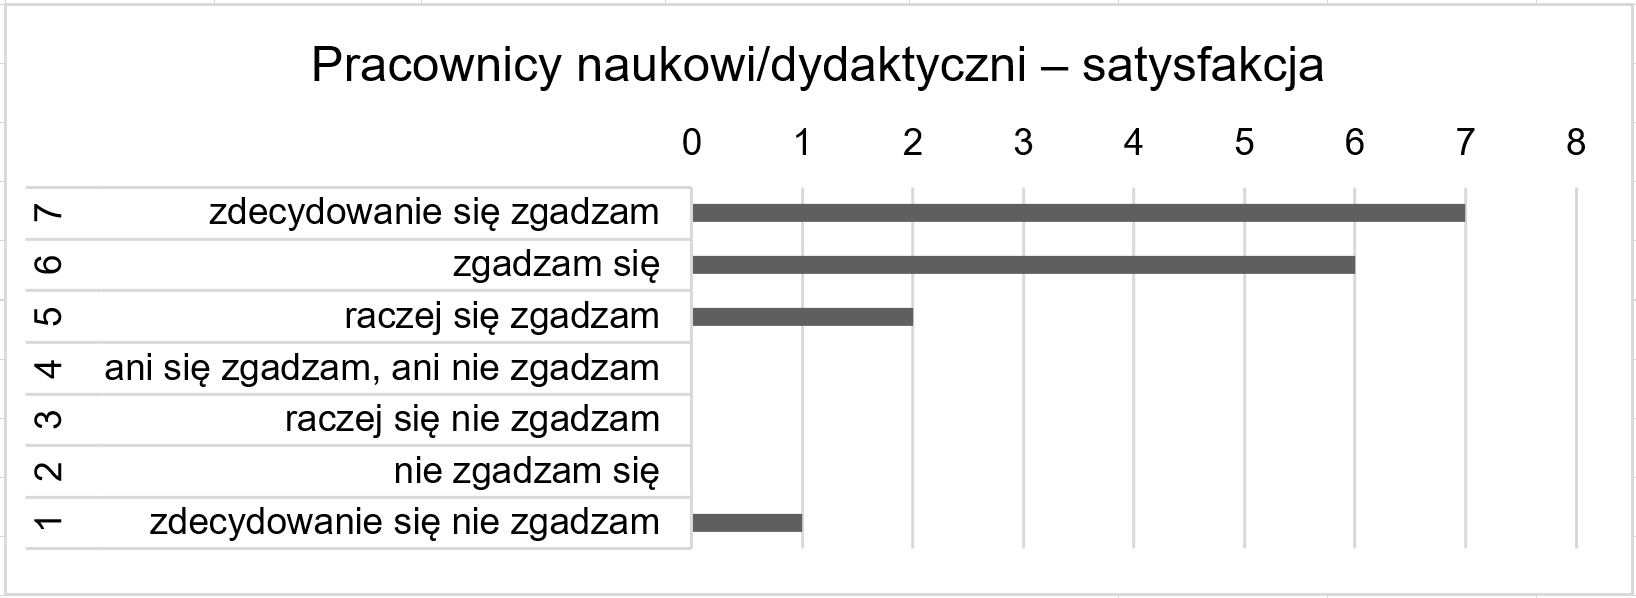 Pracownicy naukowi/dydaktyczni – satysfakcja
0 1 2 3 4 5 6 7 8
7 zdecydowanie się zgadzam
6 zgadzam się
5 raczej się zgadzam
4 ani się zgadzam, ani nie zgadzam
3 raczej się nie zgadzam
2 nie zgadzam się
1 zdecydowanie się nie zgadzam